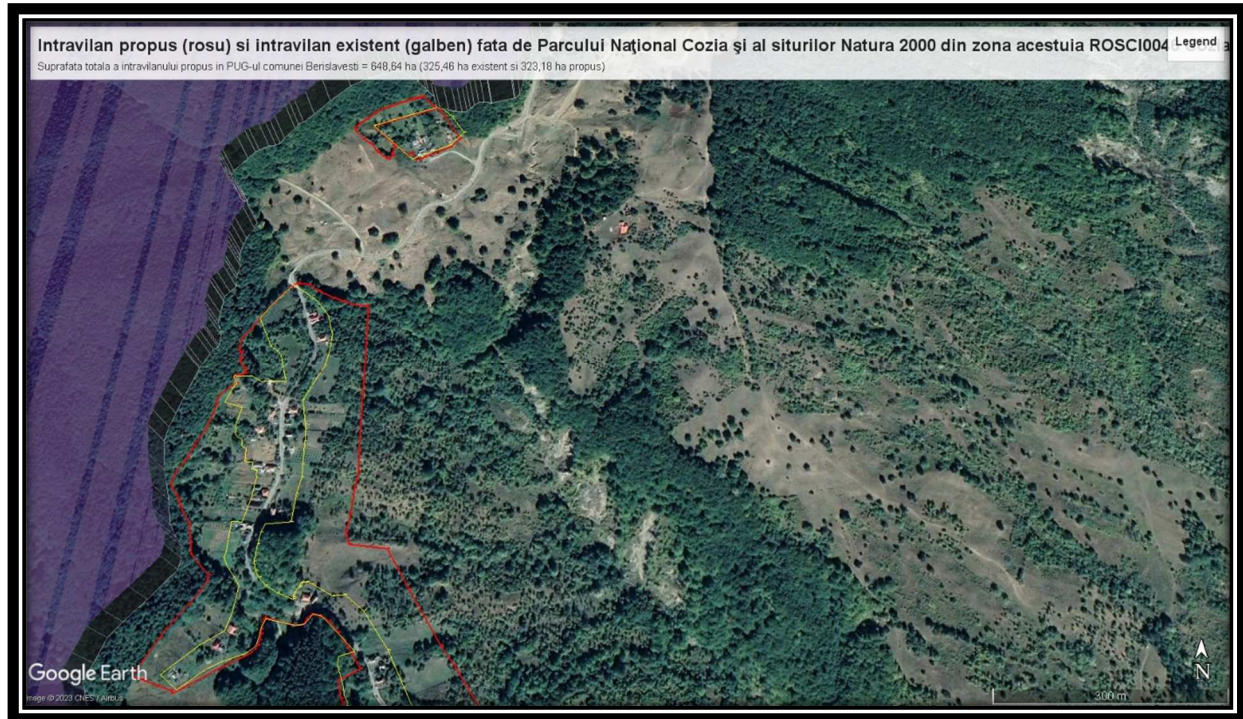 Intravilan propus (rosu) si intravilan existent (galben) fata de Parcului Naţional Cozia şi al siturilor Natura 2000 din zona acestuia ROSCI004
Legend
Suprafata totala a intravilanului propus in PUG-ul comunei Berislavesti = 648,64 ha (325,46 ha existent si 323,18 ha propus)
Google Earth
Image © 2023 CNES / Airbus
N
300 m